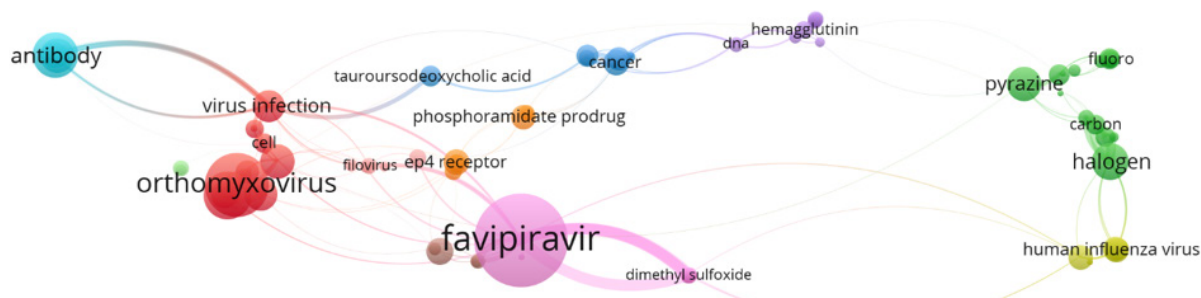 hemagglutinin
dna
antibody
cancer
fluoro
tauroursodeoxycholic acid
pyrazine
virus infection
phosphoramidate prodrug
carbon
cell
filovirus
ep4 receptor
halogen
orthomyxovirus
favipiravir
human influenza virus
dimethyl sulfoxide